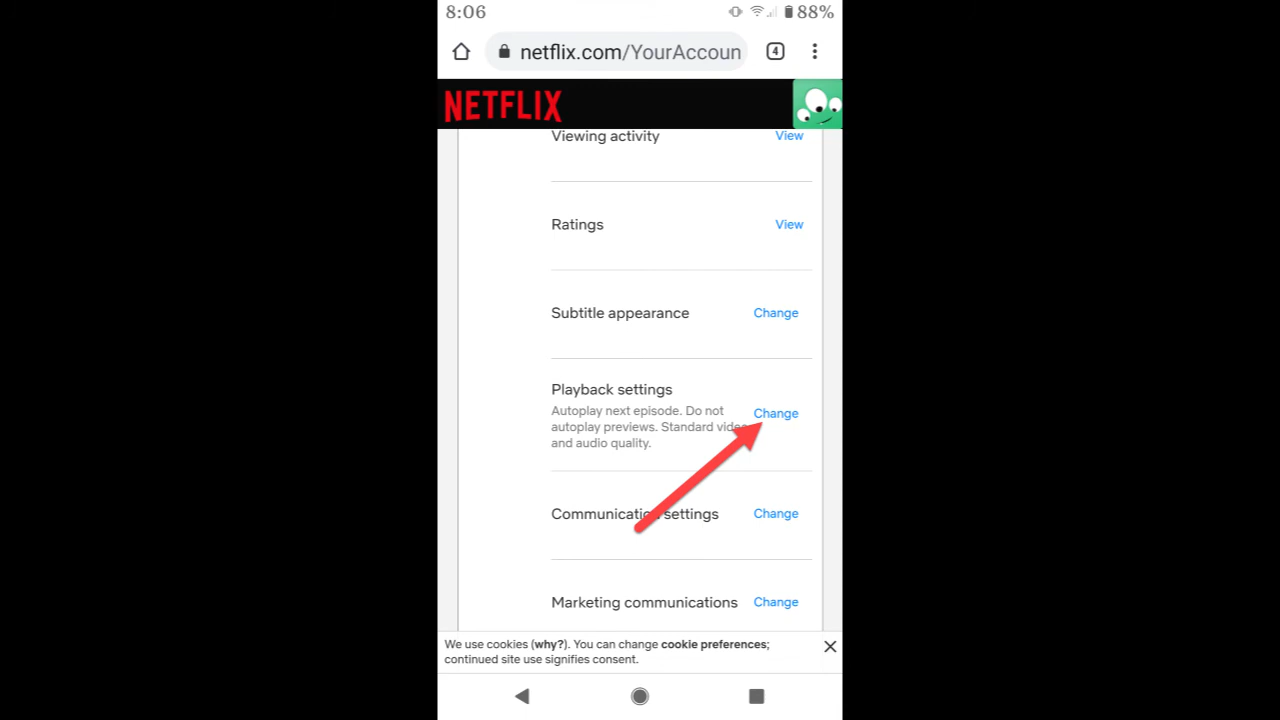 8:06
88%
netflix.com/YourAccoun
4
NETFLIX
Viewing activity
View
Ratings
View
Subtitle appearance
Change
Playback settings
Autoplay next episode. Do not
autoplay previews. Standard video
and audio quality.
Change
Communication settings
Change
Marketing communications
Change
We use cookies (why?). You can change cookie preferences;
continued site use signifies consent.